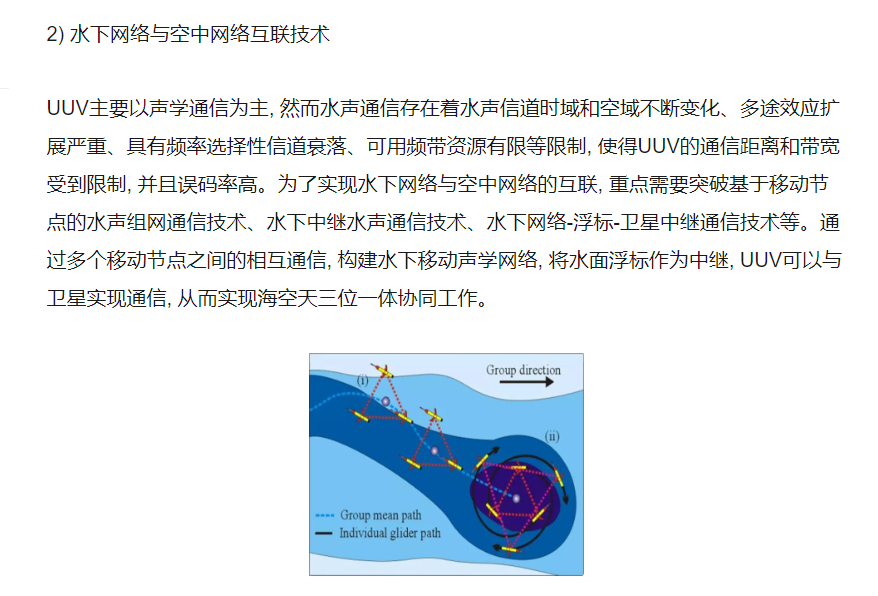 2) 水下网络与空中网络互联技术
UUV主要以声学通信为主, 然而水声通信存在着水声信道时域和空域不断变化、多途效应扩
展严重、具有频率选择性信道衰落、可用频带资源有限等限制, 使得UUV的通信距离和带宽
受到限制, 并且误码率高。为了实现水下网络与空中网络的互联, 重点需要突破基于移动节
点的水声组网通信技术、水下中继水声通信技术、水下网络-浮标-卫星中继通信技术等。通
过多个移动节点之间的相互通信, 构建水下移动声学网络, 将水面浮标作为中继, UUV可以与
卫星实现通信, 从而实现海空天三位一体协同工作。
Group direction
(i)
(ii)
Group mean path
Individual glider path